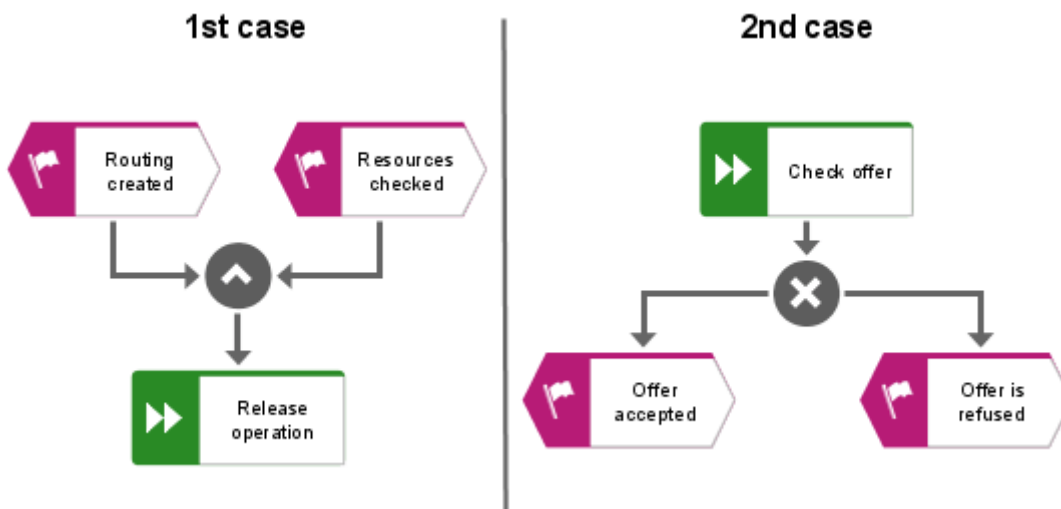 1st case
2nd case
Routing
created
Resources
checked
Check offer
Release
operation
Offer
accepted
Offer is
refused